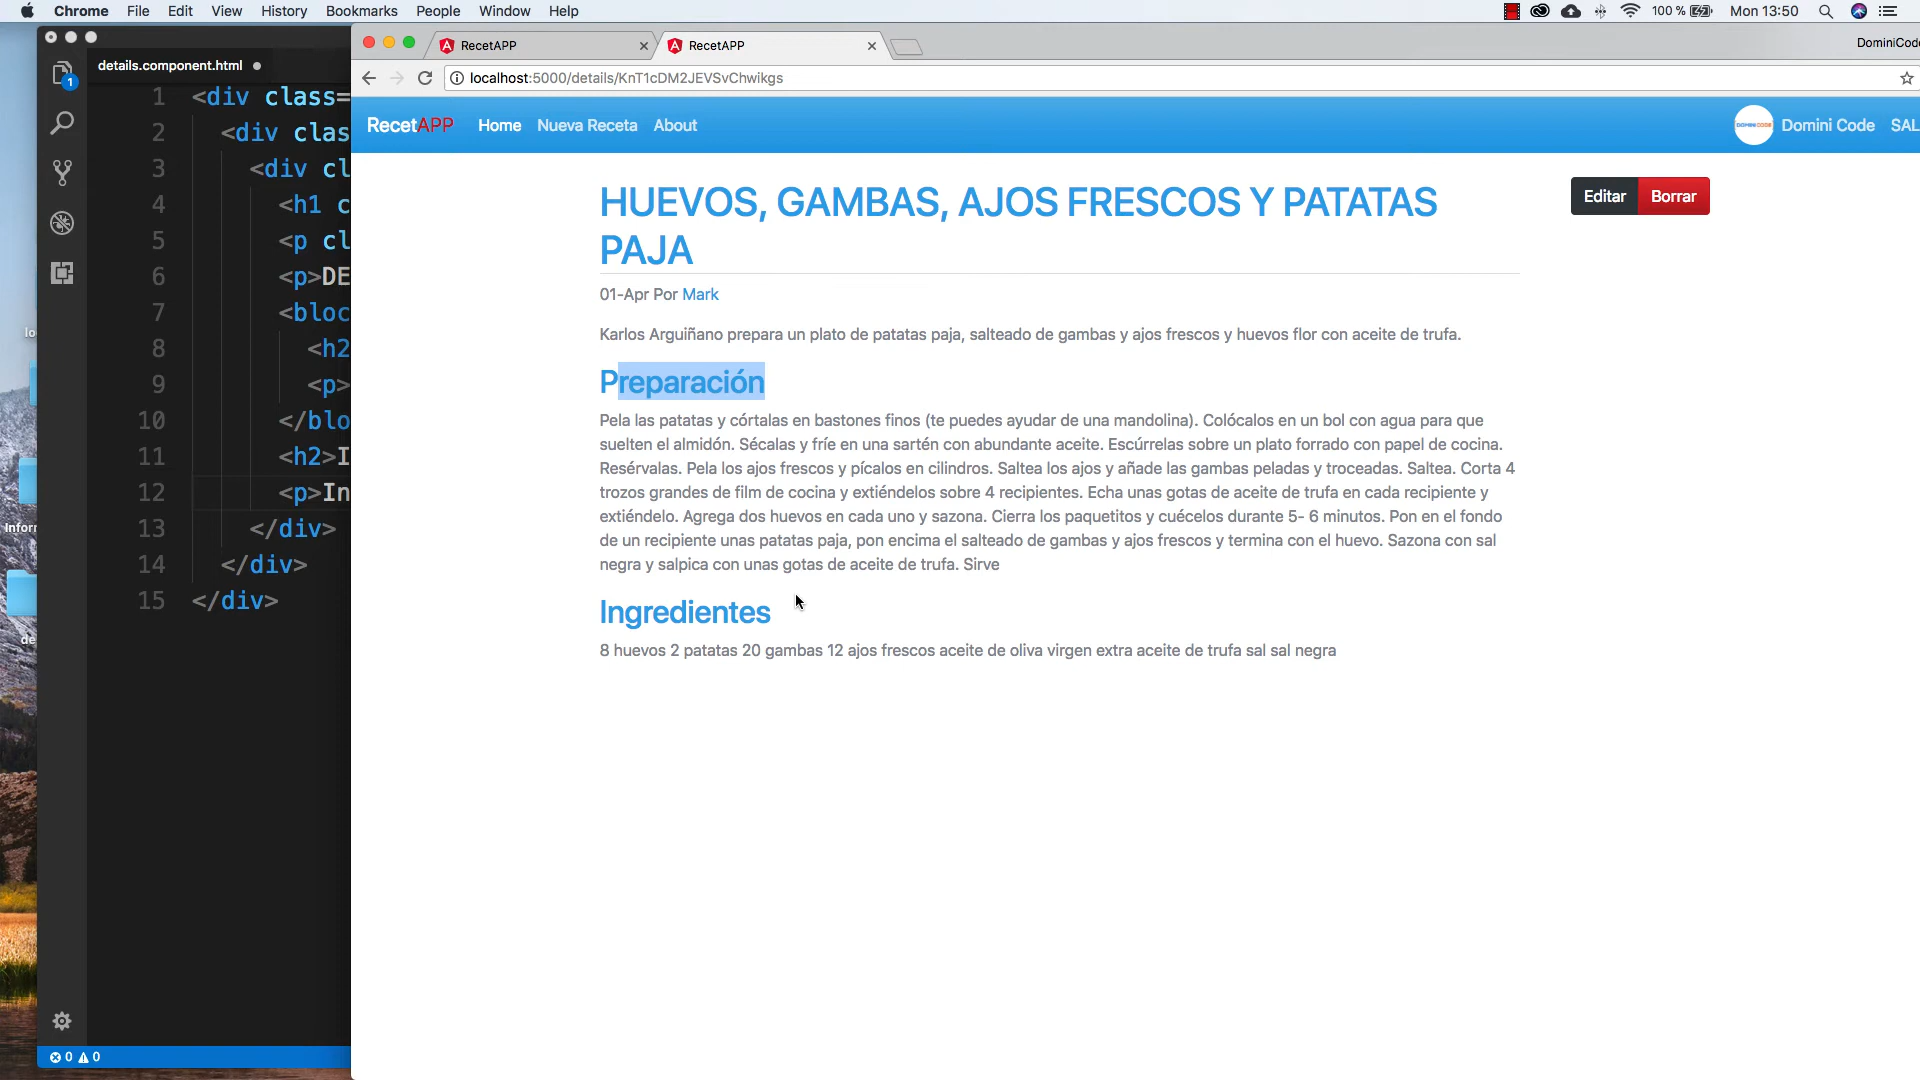 Chrome File Edit View History Bookmarks People Window Help 100 % Mon 13:50
details.component.html
RecetAPP
RecetAPP
DominiCode
localhost:5000/details/KnT1cDM2JEVSvChwikgs
RecetAPP Home Nueva Receta About Domini Code SAL
HUEVOS, GAMBAS, AJOS FRESCOS Y PATATAS
PAJA
Editar Borrar
01-Apr Por Mark
Karlos Arguiñano prepara un plato de patatas paja, salteado de gambas y ajos frescos y huevos flor con aceite de trufa.
Preparación
Pela las patatas y córtalas en bastones finos (te puedes ayudar de una mandolina). Colócalos en un bol con agua para que
suelten el almidón. Sécalas y fríe en una sartén con abundante aceite. Escúrrelas sobre un plato forrado con papel de cocina.
Resérvalas. Pela los ajos frescos y pícalos en cilindros. Saltea los ajos y añade las gambas peladas y troceadas. Saltea. Corta 4
trozos grandes de film de cocina y extiéndelos sobre 4 recipientes. Echa unas gotas de aceite de trufa en cada recipiente y
extiéndelo. Agrega dos huevos en cada uno y sazona. Cierra los paquetitos y cuécelos durante 5- 6 minutos. Pon en el fondo
de un recipiente unas patatas paja, pon encima el salteado de gambas y ajos frescos y termina con el huevo. Sazona con sal
negra y salpica con unas gotas de aceite de trufa. Sirve
Ingredientes
8 huevos 2 patatas 20 gambas 12 ajos frescos aceite de oliva virgen extra aceite de trufa sal sal negra
1 <div class=
2 <div clas
3 <div cl
4 <h1 c
5 <p cl
6 <p>DE
7 <bloc
8 <h2
9 <p>
10 </blo
11 <h2>I
12 <p>In
13 </div>
14 </div>
15 </div>
1
lo
Inforr
de
0 0